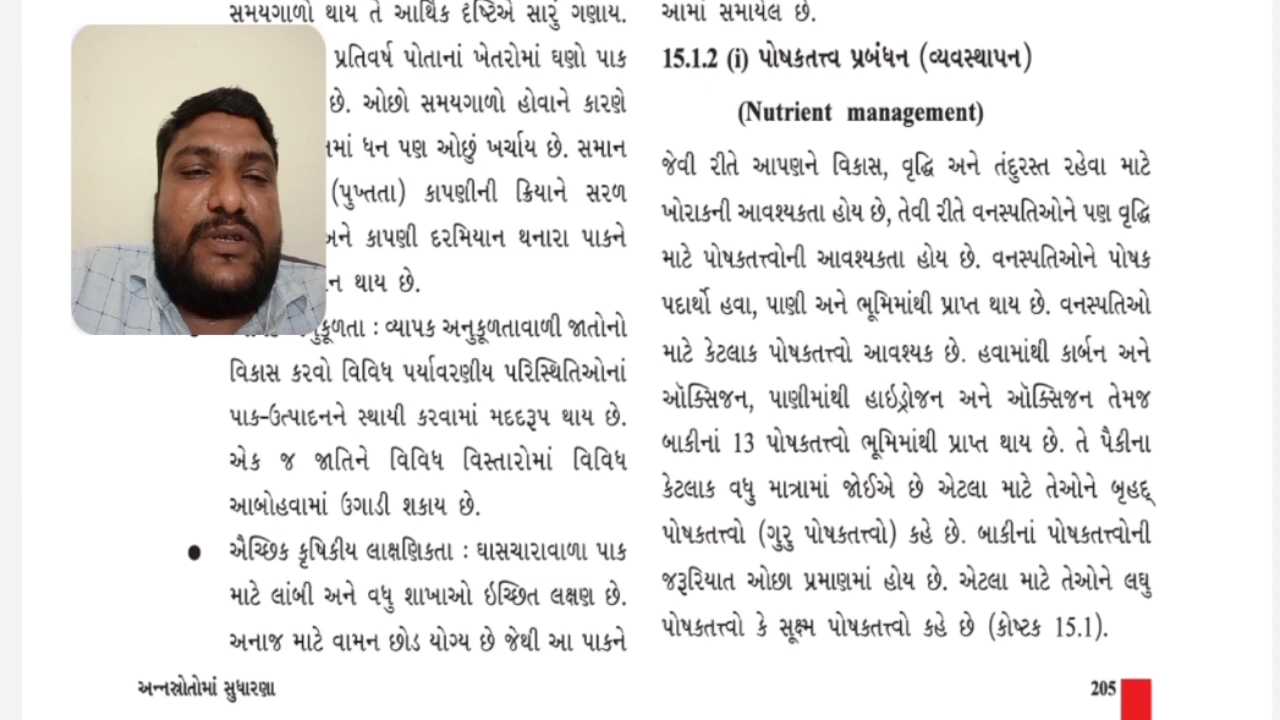 સમયગાળો થાય તે આર્થિક દૃષ્ટિએ સારું ગણાય.
પ્રતિવર્ષ પોતાનાં ખેતરોમાં ઘણો પાક
છે. ઓછો સમયગાળો હોવાને કારણે
ધન પણ ઓછું ખર્ચાય છે. સમાન
(પુખ્તતા) કાપણીની ક્રિયાને સરળ
અને કાપણી દરમિયાન થનારા પાકને
થાય છે.
: વ્યાપક અનુકૂળતાવાળી જાતોનો
વિકાસ કરવો વિવિધ પર્યાવરણીય પરિસ્થિતિઓનાં
પાક-ઉત્પાદનને સ્થાયી કરવામાં મદદરૂપ થાય છે.
એક જ જાતિને વિવિધ વિસ્તારોમાં વિવિધ
આબોહવામાં ઉગાડી શકાય છે.
● ઐચ્છિક કૃષિકીય લાક્ષણિકતા : ઘાસચારાવાળા પાક
માટે લાંબી અને વધુ શાખાઓ ઇચ્છિત લક્ષણ છે.
અનાજ માટે વામન છોડ યોગ્ય છે જેથી આ પાકને
આમાં સમાયેલ છે.
15.1.2 (i) પોષકતત્ત્વ પ્રબંધન (વ્યવસ્થાપન)
(Nutrient management)
જેવી રીતે આપણને વિકાસ, વૃદ્ધિ અને તંદુરસ્ત રહેવા માટે
ખોરાકની આવશ્યકતા હોય છે, તેવી રીતે વનસ્પતિઓને પણ વૃદ્ધિ
માટે પોષકતત્ત્વોની આવશ્યકતા હોય છે. વનસ્પતિઓને પોષક
પદાર્થો હવા, પાણી અને ભૂમિમાંથી પ્રાપ્ત થાય છે. વનસ્પતિઓ
માટે કેટલાક પોષકતત્ત્વો આવશ્યક છે. હવામાંથી કાર્બન અને
ઑક્સિજન, પાણીમાંથી હાઇડ્રોજન અને ઑક્સિજન તેમજ
બાકીનાં 13 પોષકતત્ત્વો ભૂમિમાંથી પ્રાપ્ત થાય છે. તે પૈકીના
કેટલાક વધુ માત્રામાં જોઈએ છે એટલા માટે તેઓને બૃહદ્
પોષકતત્ત્વો (ગુરુ પોષકતત્ત્વો) કહે છે. બાકીનાં પોષકતત્ત્વોની
જરૂરિયાત ઓછા પ્રમાણમાં હોય છે. એટલા માટે તેઓને લઘુ
પોષકતત્ત્વો કે સૂક્ષ્મ પોષકતત્ત્વો કહે છે (કોષ્ટક 15.1).
અન્નસ્રોતોમાં સુધારણા
205